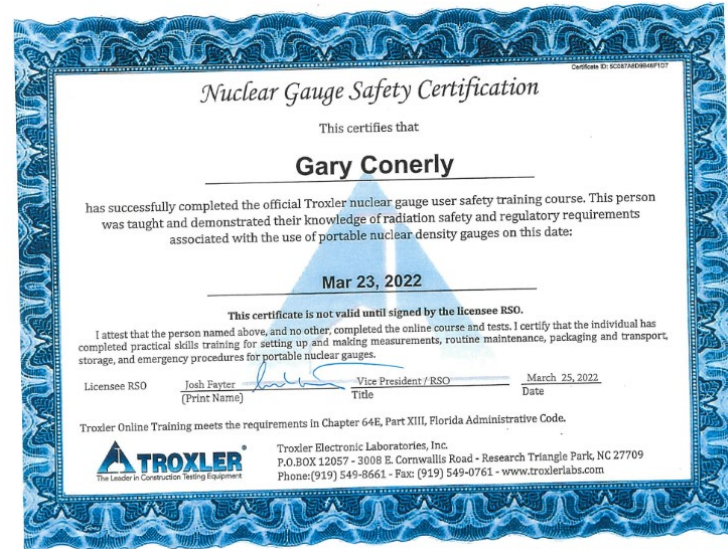 Certificate ID:
Nuclear Gauge Safety Certification
This certifies that
Gary Conerly
has successfully completed the official Troxler nuclear gauge user safety training course. This person
was taught and demonstrated their knowledge of radiation safety and regulatory requirements
associated with the use of portable nuclear density gauges on this date:
Mar 23, 2022
This certificate is not valid until signed by the licensee RSO.
I attest that the person named above, and no other, completed the online course and tests. I certify that the individual has
completed practical skills training for setting up and making measurements, routine maintenance, packaging and transport,
storage, and emergency procedures for portable nuclear gauges.
Licensee RSO Josh Fayter Vice President / RSO March 25, 2022
(Print Name) Title Date
Troxler Online Training meets the requirements in Chapter 64E, Part XIII, Florida Administrative Code.
TROXLER®
The Leader in Construction Testing Equipment
Troxler Electronic Laboratories, Inc.
P.O.BOX 12057 - 3008 E. Cornwallis Road - Research Triangle Park, NC 27709
Phone:(919) 549-8661 - Fax: (919) 549-0761 - www.troxlerlabs.com